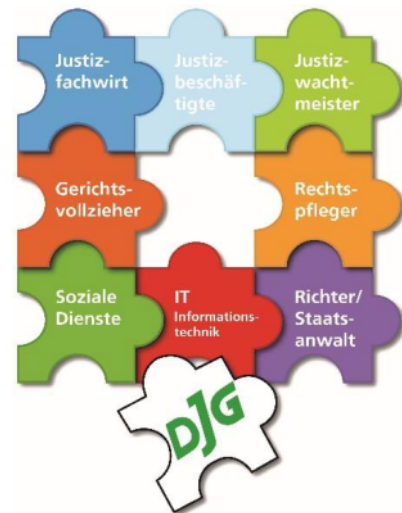 Justiz-
fachwirt
Justiz-
beschäf-
tigte
Justiz-
wacht-
meister
Gerichts-
vollzieher
Rechts-
pfleger
Soziale
Dienste
IT
Informations-
technik
Richter/
Staats-
anwalt
DJG